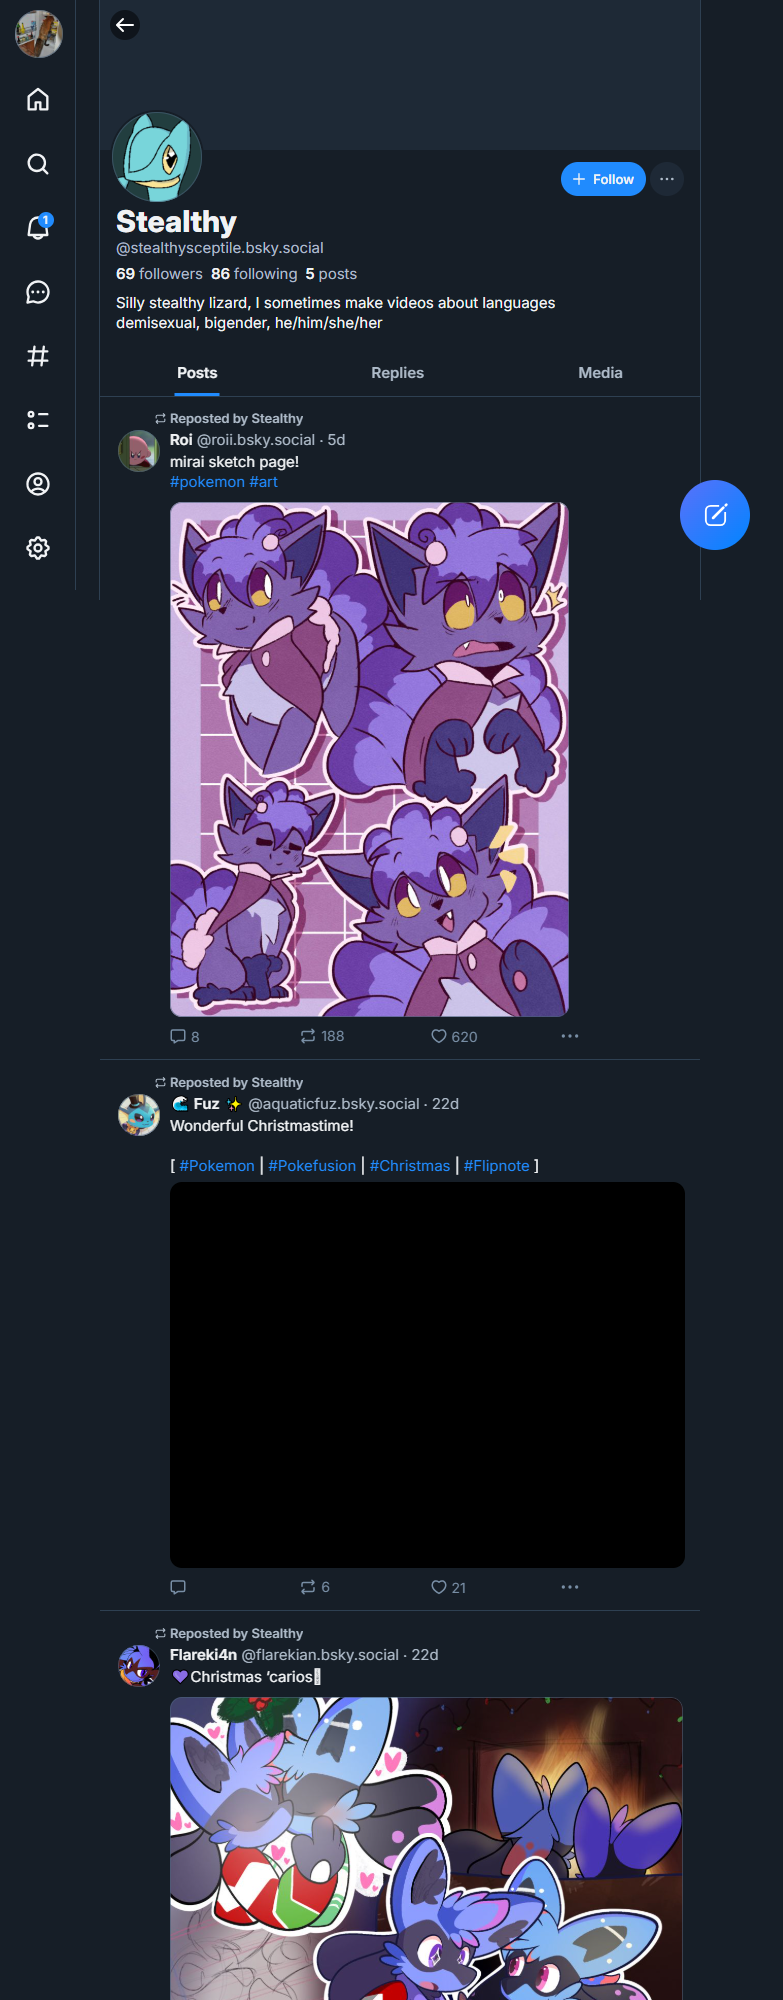 1
Follow
Stealthy
@stealthysceptile.bsky.social
69 followers 86 following 5 posts
Silly stealthy lizard, I sometimes make videos about languages
demisexual, bigender, he/him/she/her
Posts Replies Media
Reposted by Stealthy
Roi @roii.bsky.social · 5d
mirai sketch page!
#pokemon #art
8 188 620
Reposted by Stealthy
🌊 Fuz ✨ @aquaticfuz.bsky.social · 22d
Wonderful Christmastime!
[ #Pokemon | #Pokefusion | #Christmas | #Flipnote ]
6 21
Reposted by Stealthy
Flareki4n @flarekian.bsky.social · 22d
💜Christmas ’carios